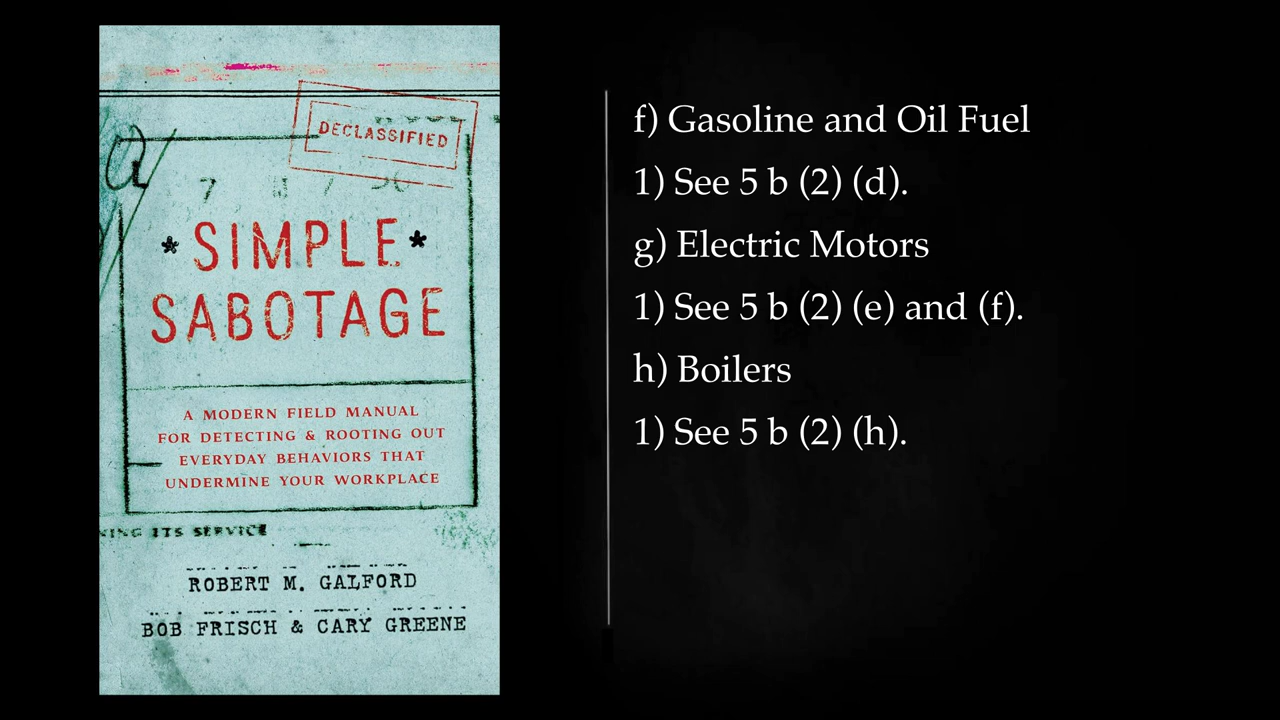 DECLASSIFIED
* SIMPLE *
SABOTAGE
A MODERN FIELD MANUAL
FOR DETECTING & ROOTING OUT
EVERYDAY BEHAVIORS THAT
UNDERMINE YOUR WORKPLACE
ITS SERVICE
ROBERT M. GALFORD
BOB FRISCH & CARY GREENE
f) Gasoline and Oil Fuel
1) See 5 b (2) (d).
g) Electric Motors
1) See 5 b (2) (e) and (f).
h) Boilers
1) See 5 b (2) (h).